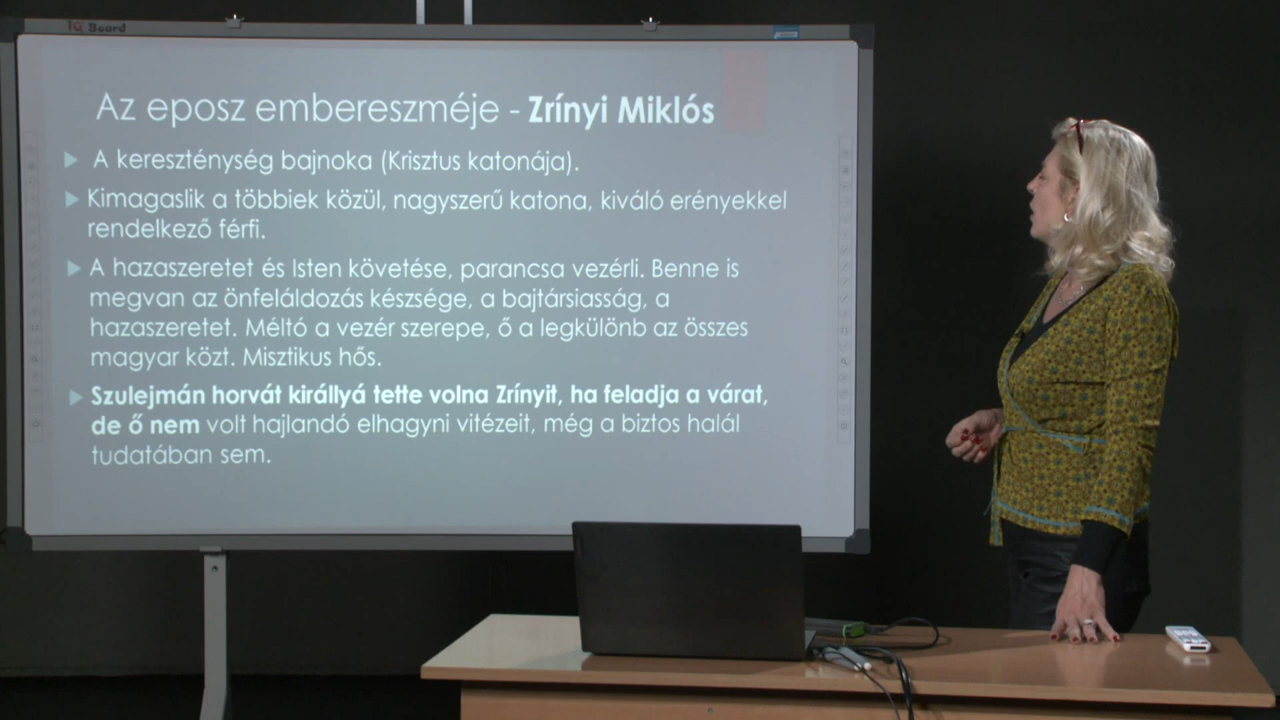 IQ Board
Az eposz embereszméje - Zrínyi Miklós
A kereszténység bajnoka (Krisztus katonája).
Kimagaslik a többiek közül, nagyszerű katona, kiváló erényekkel
rendelkező férfi.
A hazaszeretet és Isten követése, parancsa vezérli. Benne is
megvan az önfeláldozás készsége, a bajtársiasság, a
hazaszeretet. Méltó a vezér szerepe, ő a legkülönb az összes
magyar közt. Misztikus hős.
Szulejmán horvát királlyá tette volna Zrínyit, ha feladja a várat,
de ő nem volt hajlandó elhagyni vitézeit, még a biztos halál
tudatában sem.